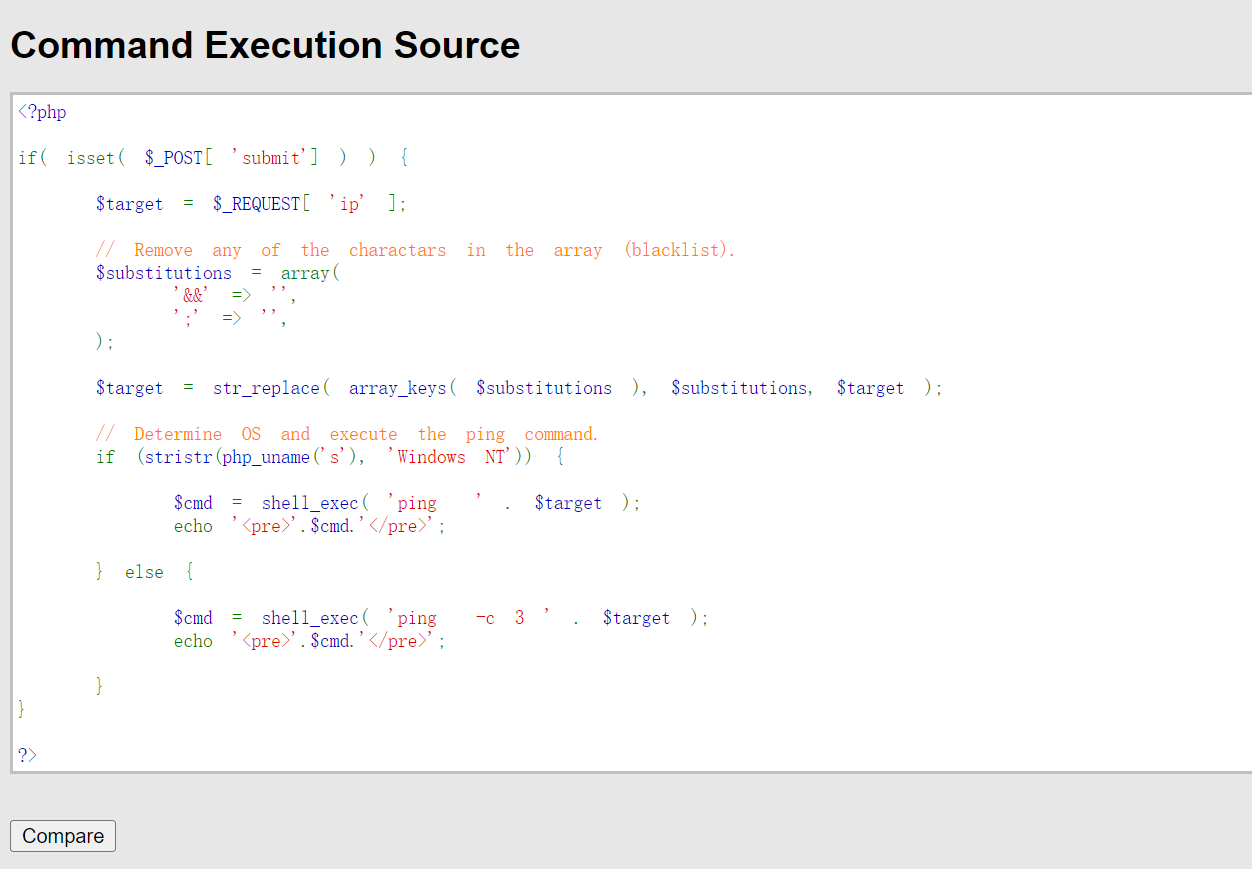 Command Execution Source
<?php
if( isset( $_POST[ 'submit'] ) ) {
$target = $_REQUEST[ 'ip' ];
// Remove any of the charactars in the array (blacklist).
$substitutions = array(
'&&' => '',
';' => '',
);
$target = str_replace( array_keys( $substitutions ), $substitutions, $target );
// Determine OS and execute the ping command.
if (stristr(php_uname('s'), 'Windows NT')) {
$cmd = shell_exec( 'ping  ' . $target );
echo '<pre>'.$cmd.'</pre>';
} else {
$cmd = shell_exec( 'ping  -c 3 ' . $target );
echo '<pre>'.$cmd.'</pre>';
}
}
?>
Compare